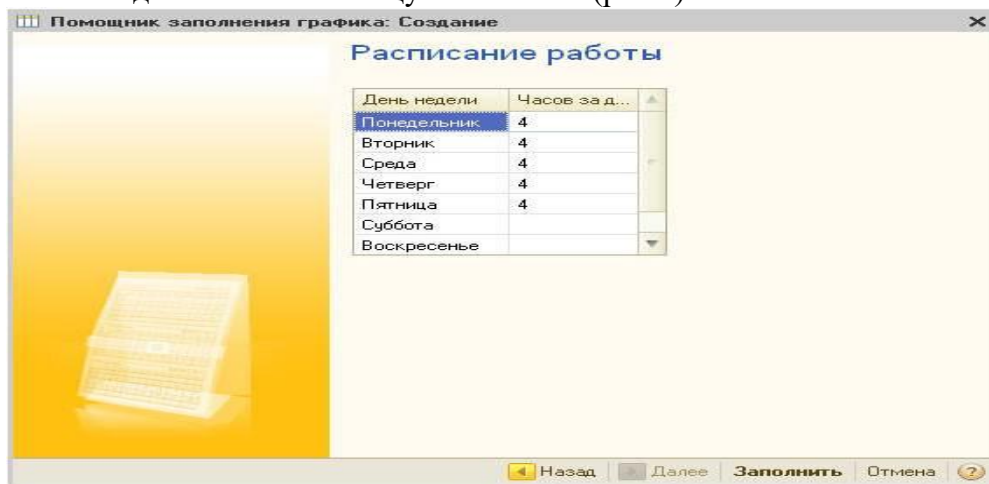 Помощник заполнения графика: Создание
Расписание работы
День недели Часов за д...
Понедельник 4
Вторник 4
Среда 4
Четверг 4
Пятница 4
Суббота
Воскресенье
Назад Далее Заполнить Отмена ?